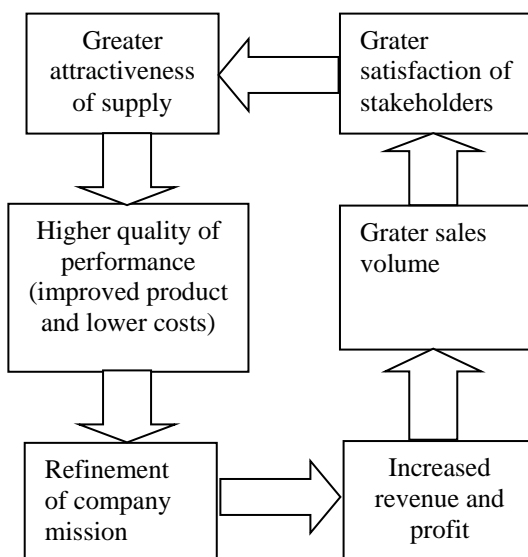 Greater
attractiveness
of supply
Grater
satisfaction of
stakeholders
Higher quality of
performance
(improved product
and lower costs)
Grater sales
volume
Refinement
of company
mission
Increased
revenue and
profit